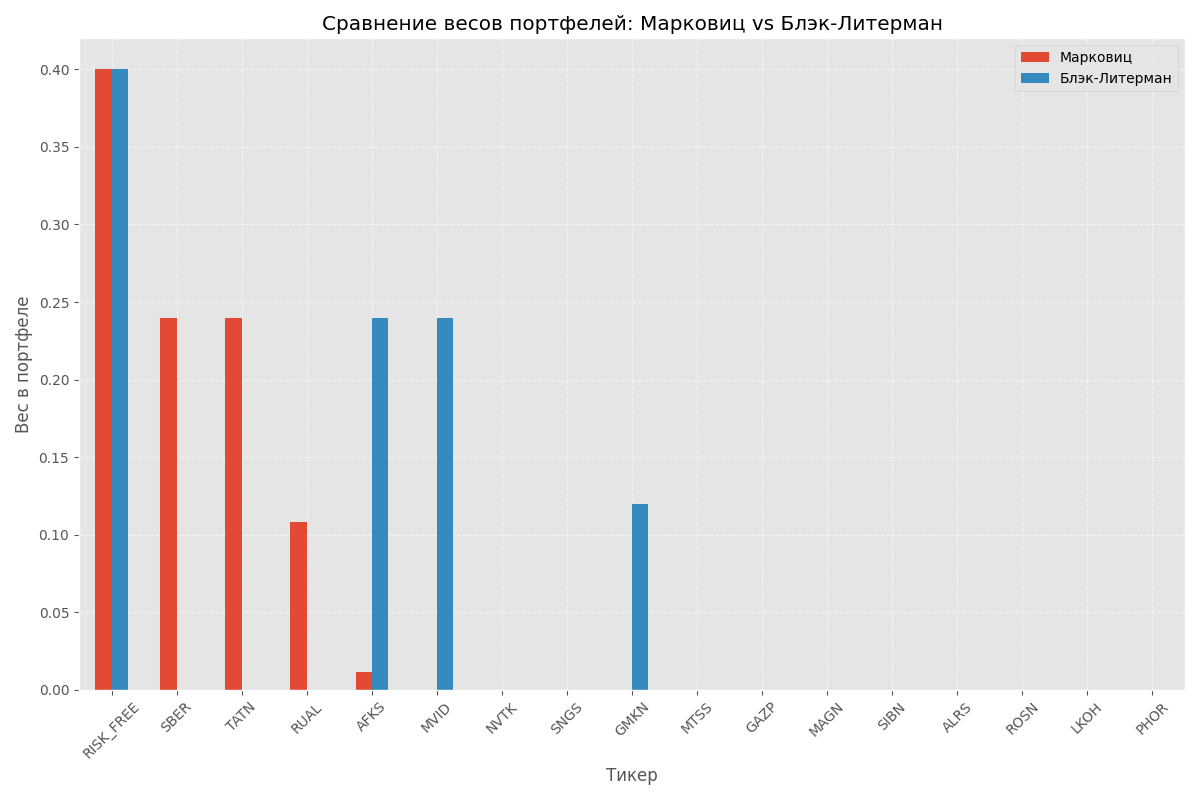 Сравнение весов портфелей: Марковиц vs Блэк-Литерман
Марковиц
Блэк-Литерман
Вес в портфеле
0.40
0.35
0.30
0.25
0.20
0.15
0.10
0.05
0.00
RISK_FREE
SBER
TATN
RUAL
AFKS
MVID
NVTK
SNGS
GMKN
MTSS
GAZP
MAGN
SIBN
ALRS
ROSN
LKOH
PHOR
Тикер